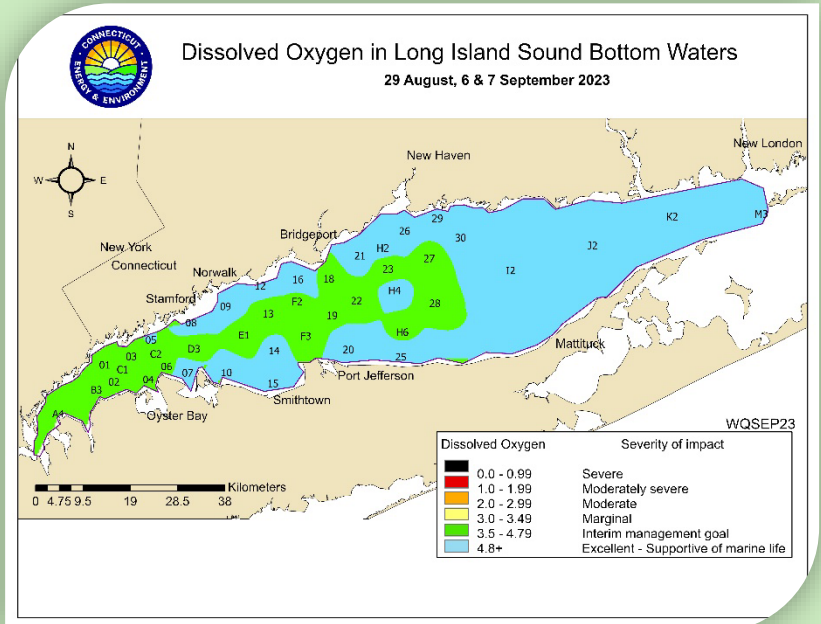 CONNECTICUT
ENERGY & ENVIRONMENT
Dissolved Oxygen in Long Island Sound Bottom Waters
29 August, 6 & 7 September 2023
N
W E
S
New London
New Haven
K2
M3
29
26
30
J2
Bridgeport
H2
21
27
I2
23
New York
Connecticut
Norwalk
12
16
18
H4
Stamford
09
F2
22
28
13
19
08
05
E1
F3
H6
Mattituck
03
C2
D3
14
20
25
01
C1
06
Port Jefferson
02
04
07
10
15
B3
Smithtown
A4
Oyster Bay
WQSEP23
Kilometers
0 4.75 9.5 19 28.5 38
Dissolved Oxygen Severity of impact
0.0 - 0.99 Severe
1.0 - 1.99 Moderately severe
2.0 - 2.99 Moderate
3.0 - 3.49 Marginal
3.5 - 4.79 Interim management goal
4.8+ Excellent - Supportive of marine life